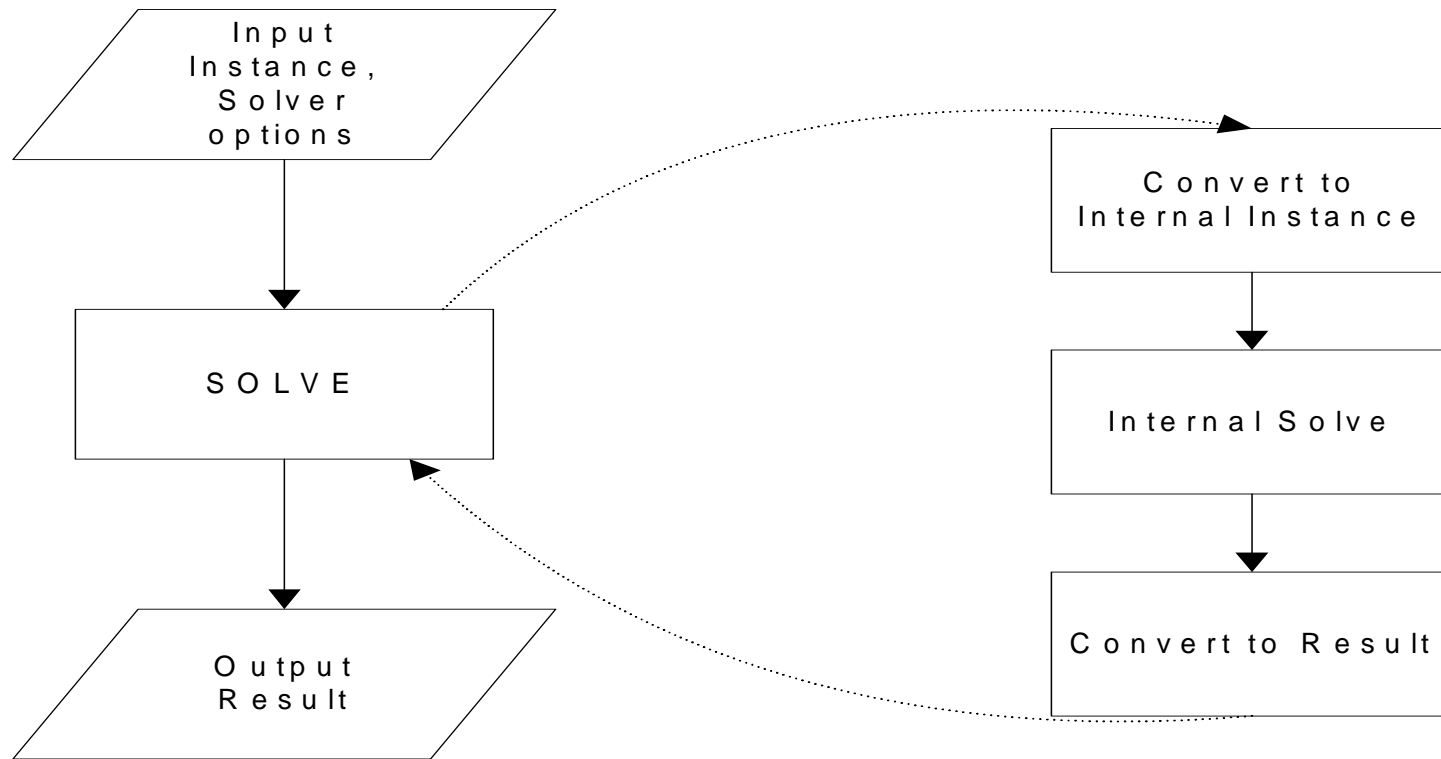 Input
Instance,
Solver
options
SOLVE
Output
Result
Convert to
Internal Instance
Internal Solve
Convert to Result